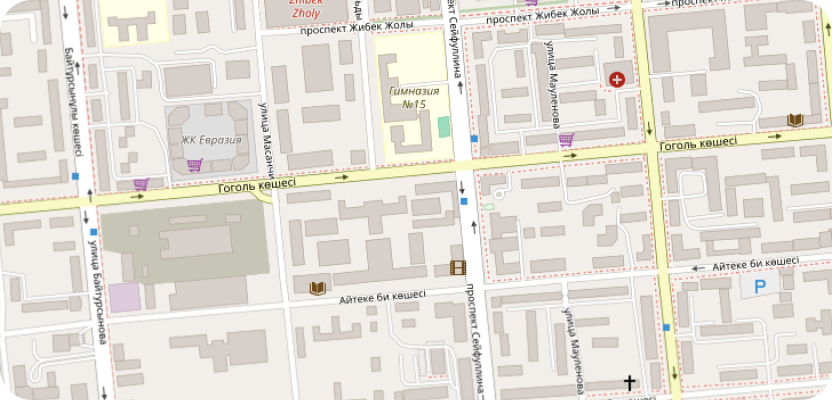 Zhibek
Zholy
проспект Жибек Жолы
проспект Жибек Жолы
проспект Сейфуллина
Байтурсынулы көшесі
улица Масанчи
Гимназия
№15
улица Мауленова
ЖК Евразия
Гоголь көшесі
Гоголь көшесі
Айтеке би көшесі
Айтеке би көшесі
P
улица Байтурсынова
проспект Сейфуллина
улица Мауленова